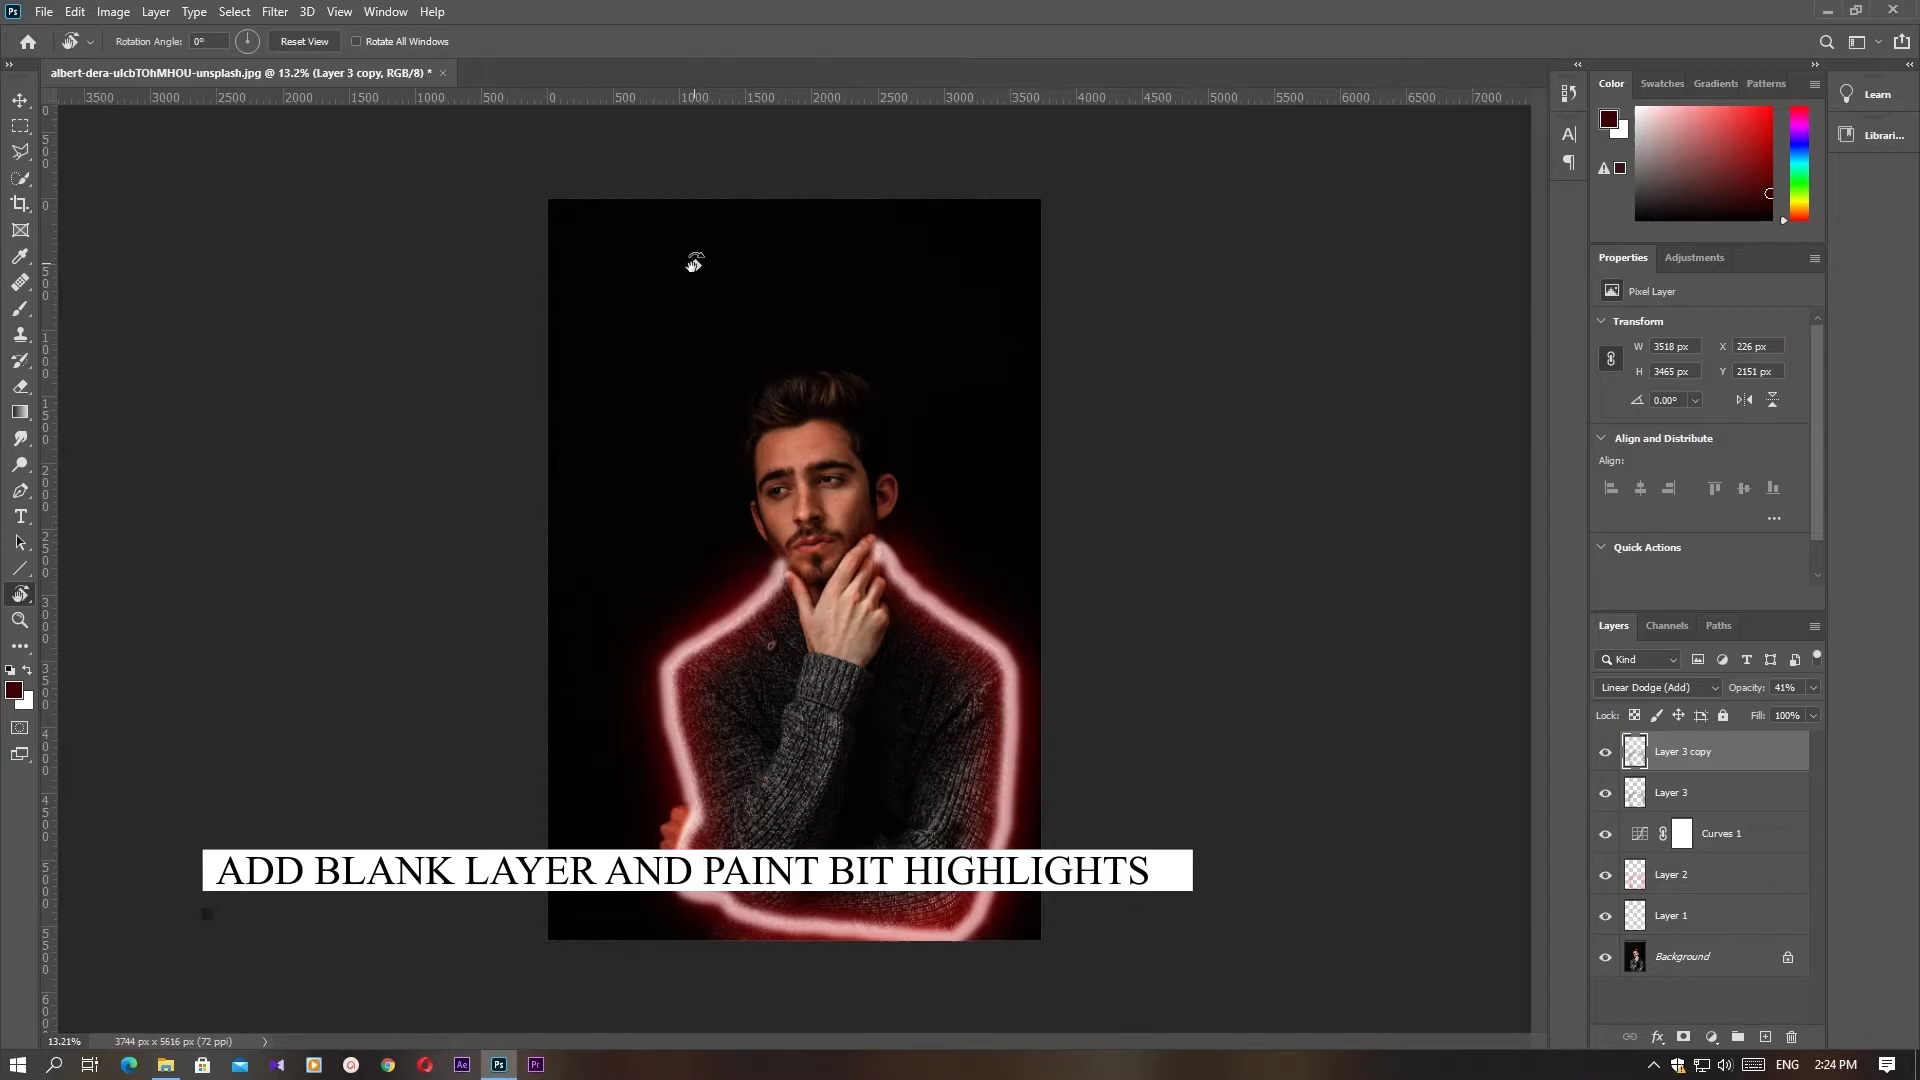 File Edit Image Layer Type Select Filter 3D View Window Help
Rotation Angle: 0° Reset View Rotate All Windows
albert-dera-uIcbTOhMHOU-unsplash.jpg @ 13.2% (Layer 3 copy, RGB/8) *
3500 3000 2500 2000 1500 1000 500 0 500 1000 1500 2000 2500 3000 3500 4000 4500 5000 5500 6000 6500 7000
Color Swatches Gradients Patterns
Learn
Librari...
Properties Adjustments
Pixel Layer
Transform
W 3518 px X 226 px
H 3465 px Y 2151 px
0.00°
Align and Distribute
Align:
Quick Actions
Layers Channels Paths
Kind
Linear Dodge (Add) Opacity: 41%
Lock: Fill: 100%
Layer 3 copy
Layer 3
Curves 1
Layer 2
Layer 1
Background
ADD BLANK LAYER AND PAINT BIT HIGHLIGHTS
13.21% 3744 px x 5616 px (72 ppi)
Ae Ps Pr
ENG 2:24 PM